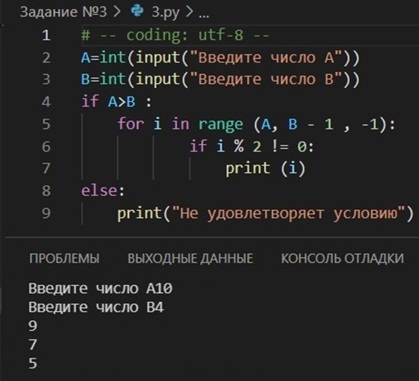 Задание №3 > 3.py > ...
1 # -- coding: utf-8 --
2 A=int(input("Введите число A"))
3 B=int(input("Введите число B"))
4 if A>B :
5 for i in range (A, B - 1 , -1):
6 if i % 2 != 0:
7 print (i)
8 else:
9 print("Не удовлетворяет условию")
ПРОБЛЕМЫ ВЫХОДНЫЕ ДАННЫЕ КОНСОЛЬ ОТЛАДКИ
Введите число A10
Введите число B4
9
7
5